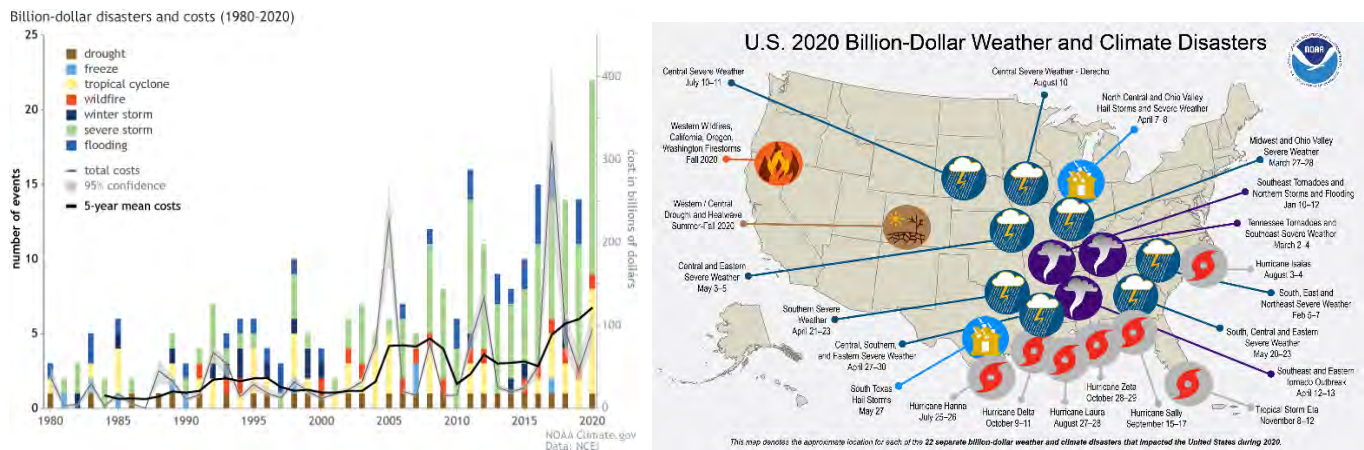 Billion-dollar disasters and costs (1980-2020)
25
20
15
10
5
0
number of events
drought
freeze
tropical cyclone
wildfire
winter storm
severe storm
flooding
total costs
95% confidence
5-year mean costs
400
300
200
100
0
cost in billions of dollars
1980
1985
1990
1995
2000
2005
2010
2015
2020
NOAA Climate.gov
Data: NCEI
U.S. 2020 Billion-Dollar Weather and Climate Disasters
NOAA
Central Severe Weather
July 10–11
Central Severe Weather - Derecho
August 10
North Central and Ohio Valley
Hail Storms and Severe Weather
April 7–8
Western Wildfires,
California, Oregon,
Washington Firestorms
Fall 2020
Midwest and Ohio Valley
Severe Weather
March 27–28
Southeast Tornadoes and
Northern Storms and Flooding
Jan 10–12
Western / Central
Drought and Heatwave
Summer-Fall 2020
Tennessee Tornadoes and
Southeast Severe Weather
March 2–4
Hurricane Isaias
August 3–4
Central and Eastern
Severe Weather
May 3–5
South, East and
Northeast Severe Weather
Feb 5–7
Southern Severe
Weather
April 21–23
South, Central and Eastern
Severe Weather
May 20–23
Central, Southern,
and Eastern Severe Weather
April 27–30
Southeast and Eastern
Tornado Outbreak
April 12–13
South Texas
Hail Storms
May 27
Hurricane Hanna
July 25–26
Hurricane Delta
October 9–11
Hurricane Laura
August 27–28
Hurricane Zeta
October 28–29
Hurricane Sally
September 15–17
Tropical Storm Eta
November 8–12
This map denotes the approximate location for each of the 22 separate billion-dollar weather and climate disasters that impacted the United States during 2020.